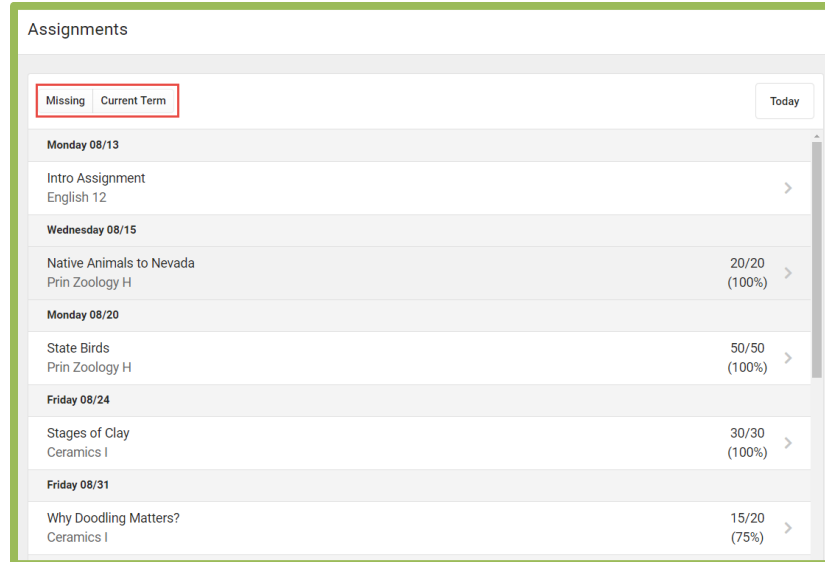 Assignments
Missing Current Term Today
Monday 08/13
Intro Assignment
English 12
Wednesday 08/15
Native Animals to Nevada 20/20
Prin Zoology H (100%)
Monday 08/20
State Birds 50/50
Prin Zoology H (100%)
Friday 08/24
Stages of Clay 30/30
Ceramics I (100%)
Friday 08/31
Why Doodling Matters? 15/20
Ceramics I (75%)